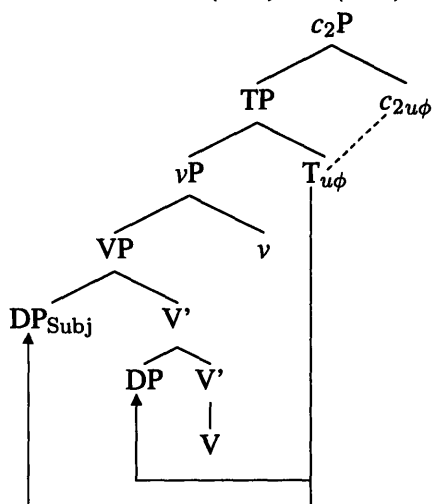 c₂P
TP c₂uϕ
vP Tuϕ
VP v
DPSubj V'
DP V'
V